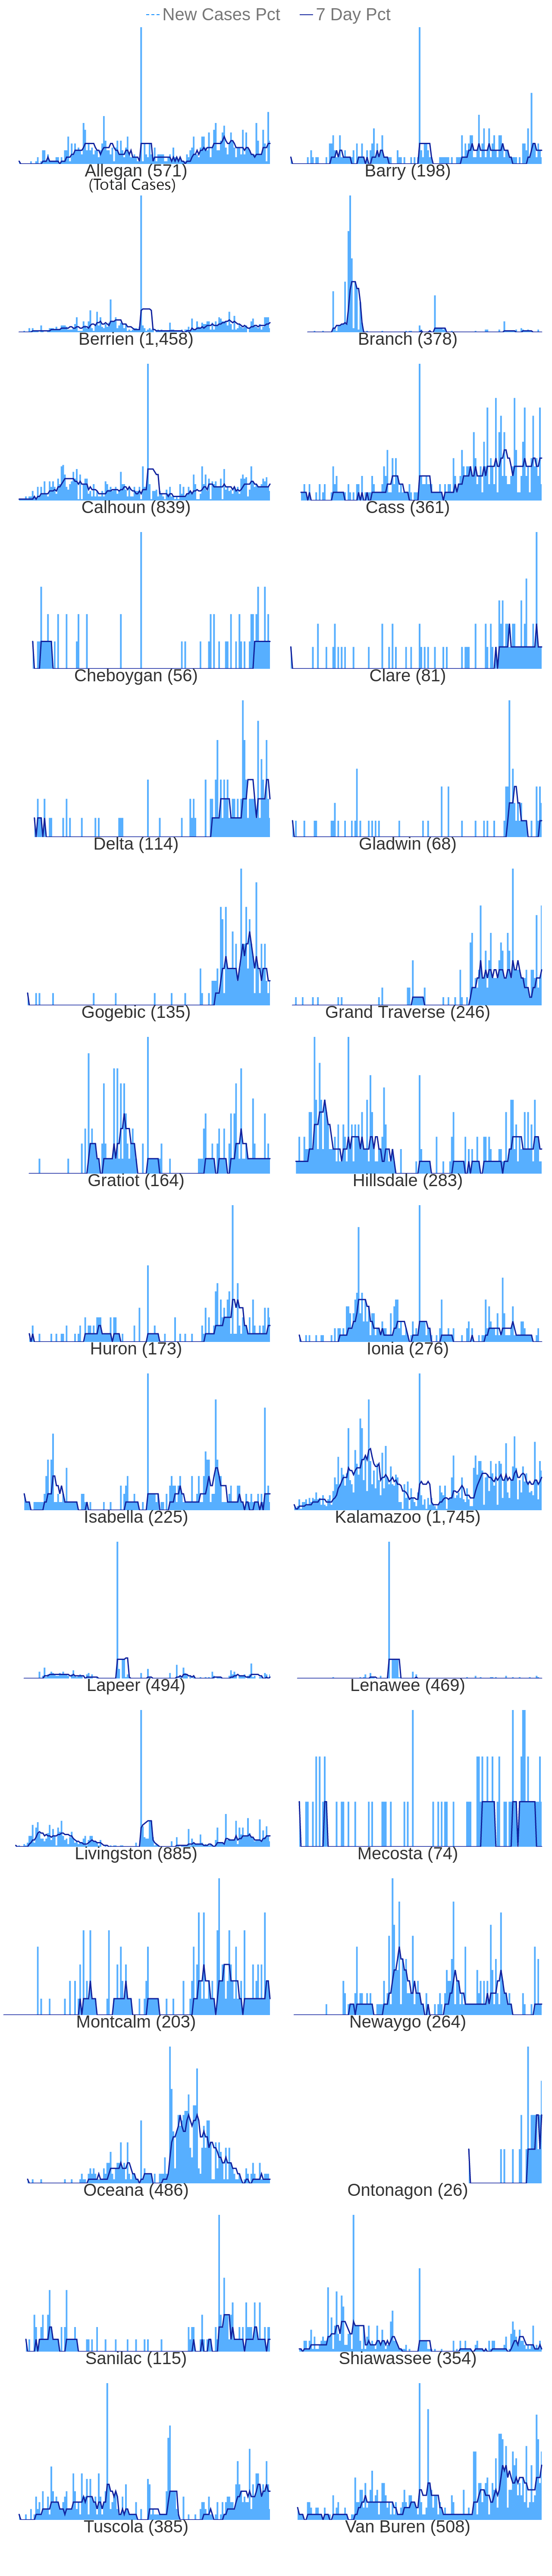 New Cases Pct 7 Day Pct
Allegan (571) Barry (198)
(Total Cases)
Berrien (1,458) Branch (378)
Calhoun (839) Cass (361)
Cheboygan (56) Clare (81)
Delta (114) Gladwin (68)
Gogebic (135) Grand Traverse (246)
Gratiot (164) Hillsdale (283)
Huron (173) Ionia (276)
Isabella (225) Kalamazoo (1,745)
Lapeer (494) Lenawee (469)
Livingston (885) Mecosta (74)
Montcalm (203) Newaygo (264)
Oceana (486) Ontonagon (26)
Sanilac (115) Shiawassee (354)
Tuscola (385) Van Buren (508)